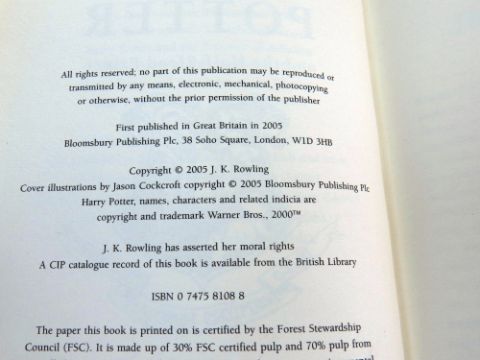 POTTER
All rights reserved; no part of this publication may be reproduced or
transmitted by any means, electronic, mechanical, photocopying
or otherwise, without the prior permission of the publisher
First published in Great Britain in 2005
Bloomsbury Publishing Plc, 38 Soho Square, London, W1D 3HB
Copyright © 2005 J. K. Rowling
Cover illustrations by Jason Cockcroft copyright © 2005 Bloomsbury Publishing Plc
Harry Potter, names, characters and related indicia are
copyright and trademark Warner Bros., 2000™
J. K. Rowling has asserted her moral rights
A CIP catalogue record of this book is available from the British Library
ISBN 0 7475 8108 8
The paper this book is printed on is certified by the Forest Stewardship
Council (FSC). It is made up of 30% FSC certified pulp and 70% pulp from